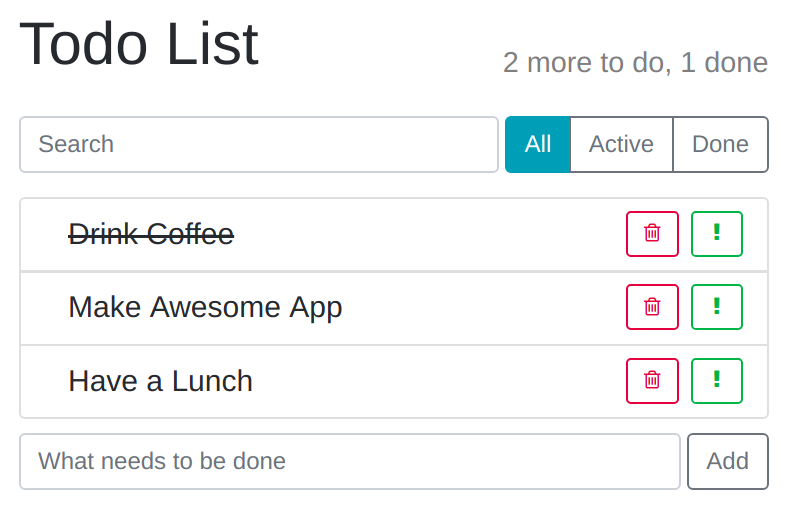 Todo List
2 more to do, 1 done
Search
All Active Done
Drink Coffee !
Make Awesome App !
Have a Lunch !
What needs to be done Add